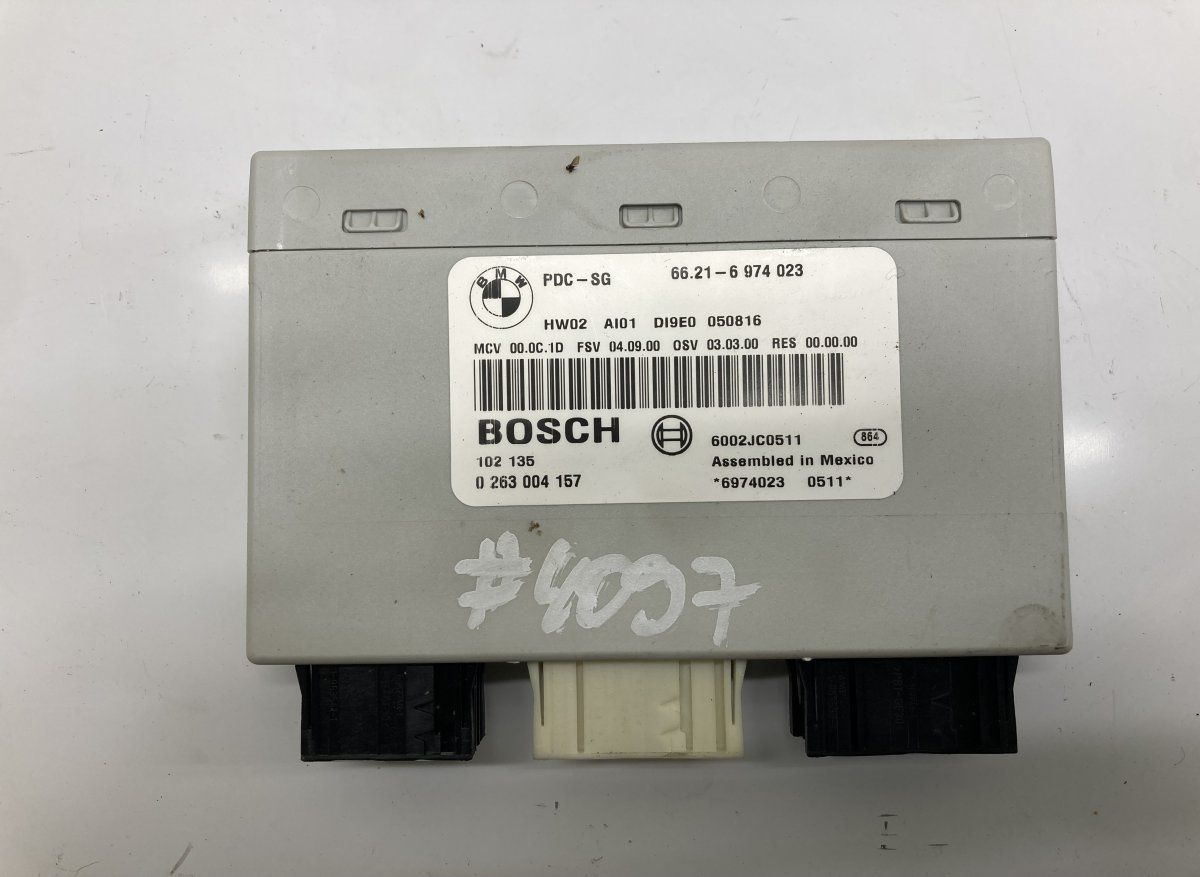 BMW
PDC-SG 66.21-6 974 023
HW02 AI01 DI9E0 050816
MCV 00.0C.1D FSV 04.09.00 OSV 03.03.00 RES 00.00.00
BOSCH
6002JC0511 864
102 135 Assembled in Mexico
0 263 004 157 *6974023 0511*
#4097